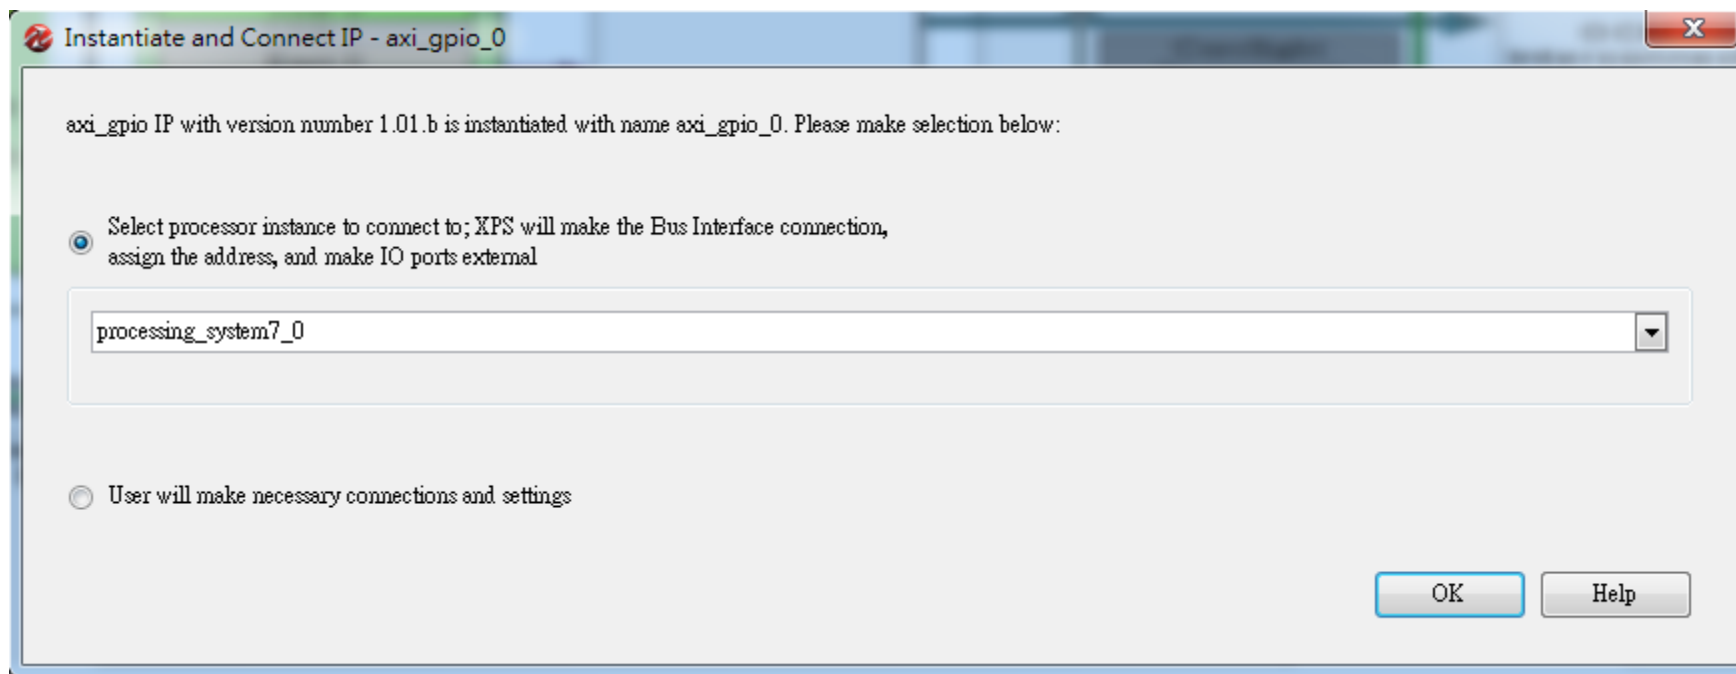 Instantiate and Connect IP - axi_gpio_0
axi_gpio IP with version number 1.01.b is instantiated with name axi_gpio_0. Please make selection below:
Select processor instance to connect to; XPS will make the Bus Interface connection,
assign the address, and make IO ports external
processing_system7_0
User will make necessary connections and settings
OK
Help